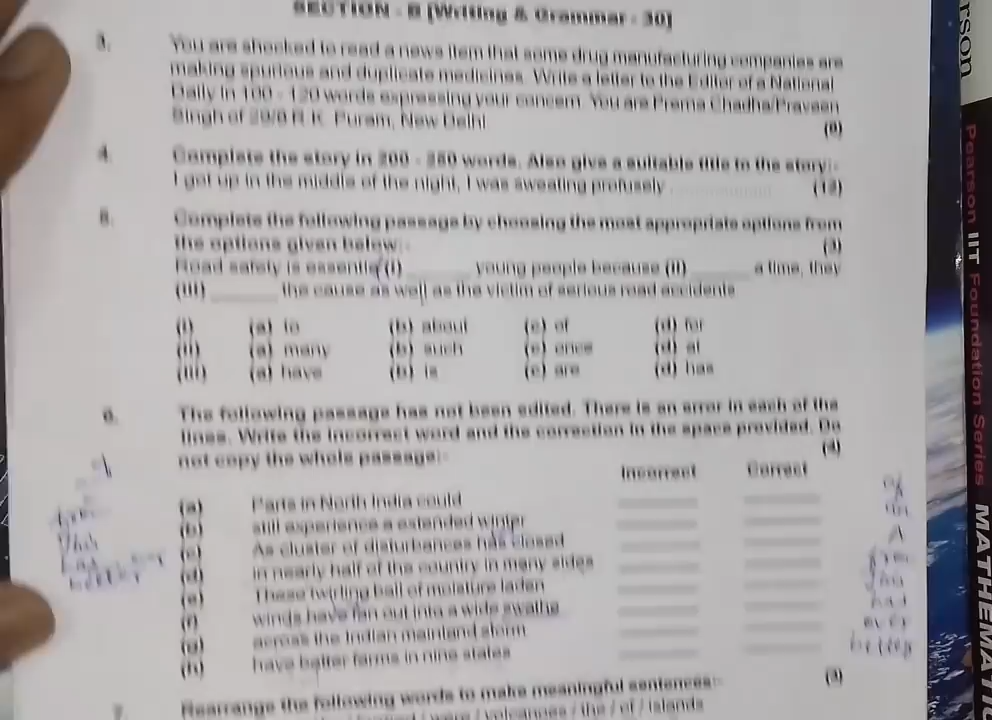 SECTION - B [Writing & Grammar - 30]
3. You are shocked to read a news item that some drug manufacturing companies are
making spurious and duplicate medicines. Write a letter to the Editor of a National
Daily in 100 - 120 words expressing your concern. You are Prema Chadha/Praveen
Singh of 29/8 R.K. Puram, New Delhi. (8)
4. Complete the story in 200 - 250 words. Also give a suitable title to the story:-
I got up in the middle of the night, I was sweating profusely .............. (12)
5. Complete the following passage by choosing the most appropriate options from
the options given below:- (3)
Road safety is essential (i) ______ young people because (ii) ______ a time, they
(iii) ______ the cause as well as the victim of serious road accidents
(i) (a) to (b) about (c) of (d) for
(ii) (a) many (b) such (c) once (d) at
(iii) (a) have (b) is (c) are (d) has
6. The following passage has not been edited. There is an error in each of the
lines. Write the incorrect word and the correction in the space provided. Do
not copy the whole passage:- (4)
Incorrect Correct
(a) Parts in North India could
(b) still experience a extended winter
(c) As cluster of disturbances has closed
(d) in nearly half of the country in many sides
(e) These twirling ball of moisture laden
(f) winds have fan out into a wide swathe
(g) across the Indian mainland storm
(h) have batter farms in nine states
7. Rearrange the following words to make meaningful sentences:- (3)
/ were / volcanoes / the / of / islands
rson
Pearson IIT Foundation Series MATHEMATIC